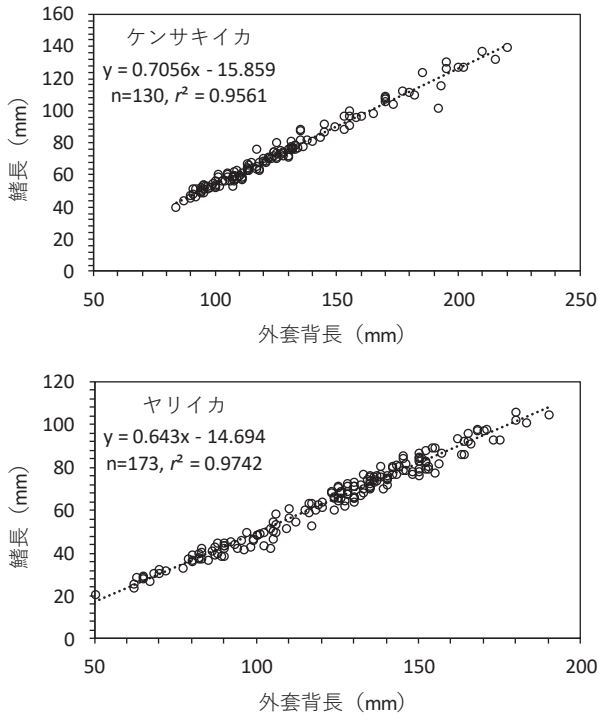 160
140
120
100
80
60
40
20
0
鰭長（mm）
ケンサキイカ
y = 0.7056x - 15.859
n=130, r² = 0.9561
50 100 150 200 250
外套背長（mm）
120
100
80
60
40
20
0
鰭長（mm）
ヤリイカ
y = 0.643x - 14.694
n=173, r² = 0.9742
50 100 150 200
外套背長（mm）